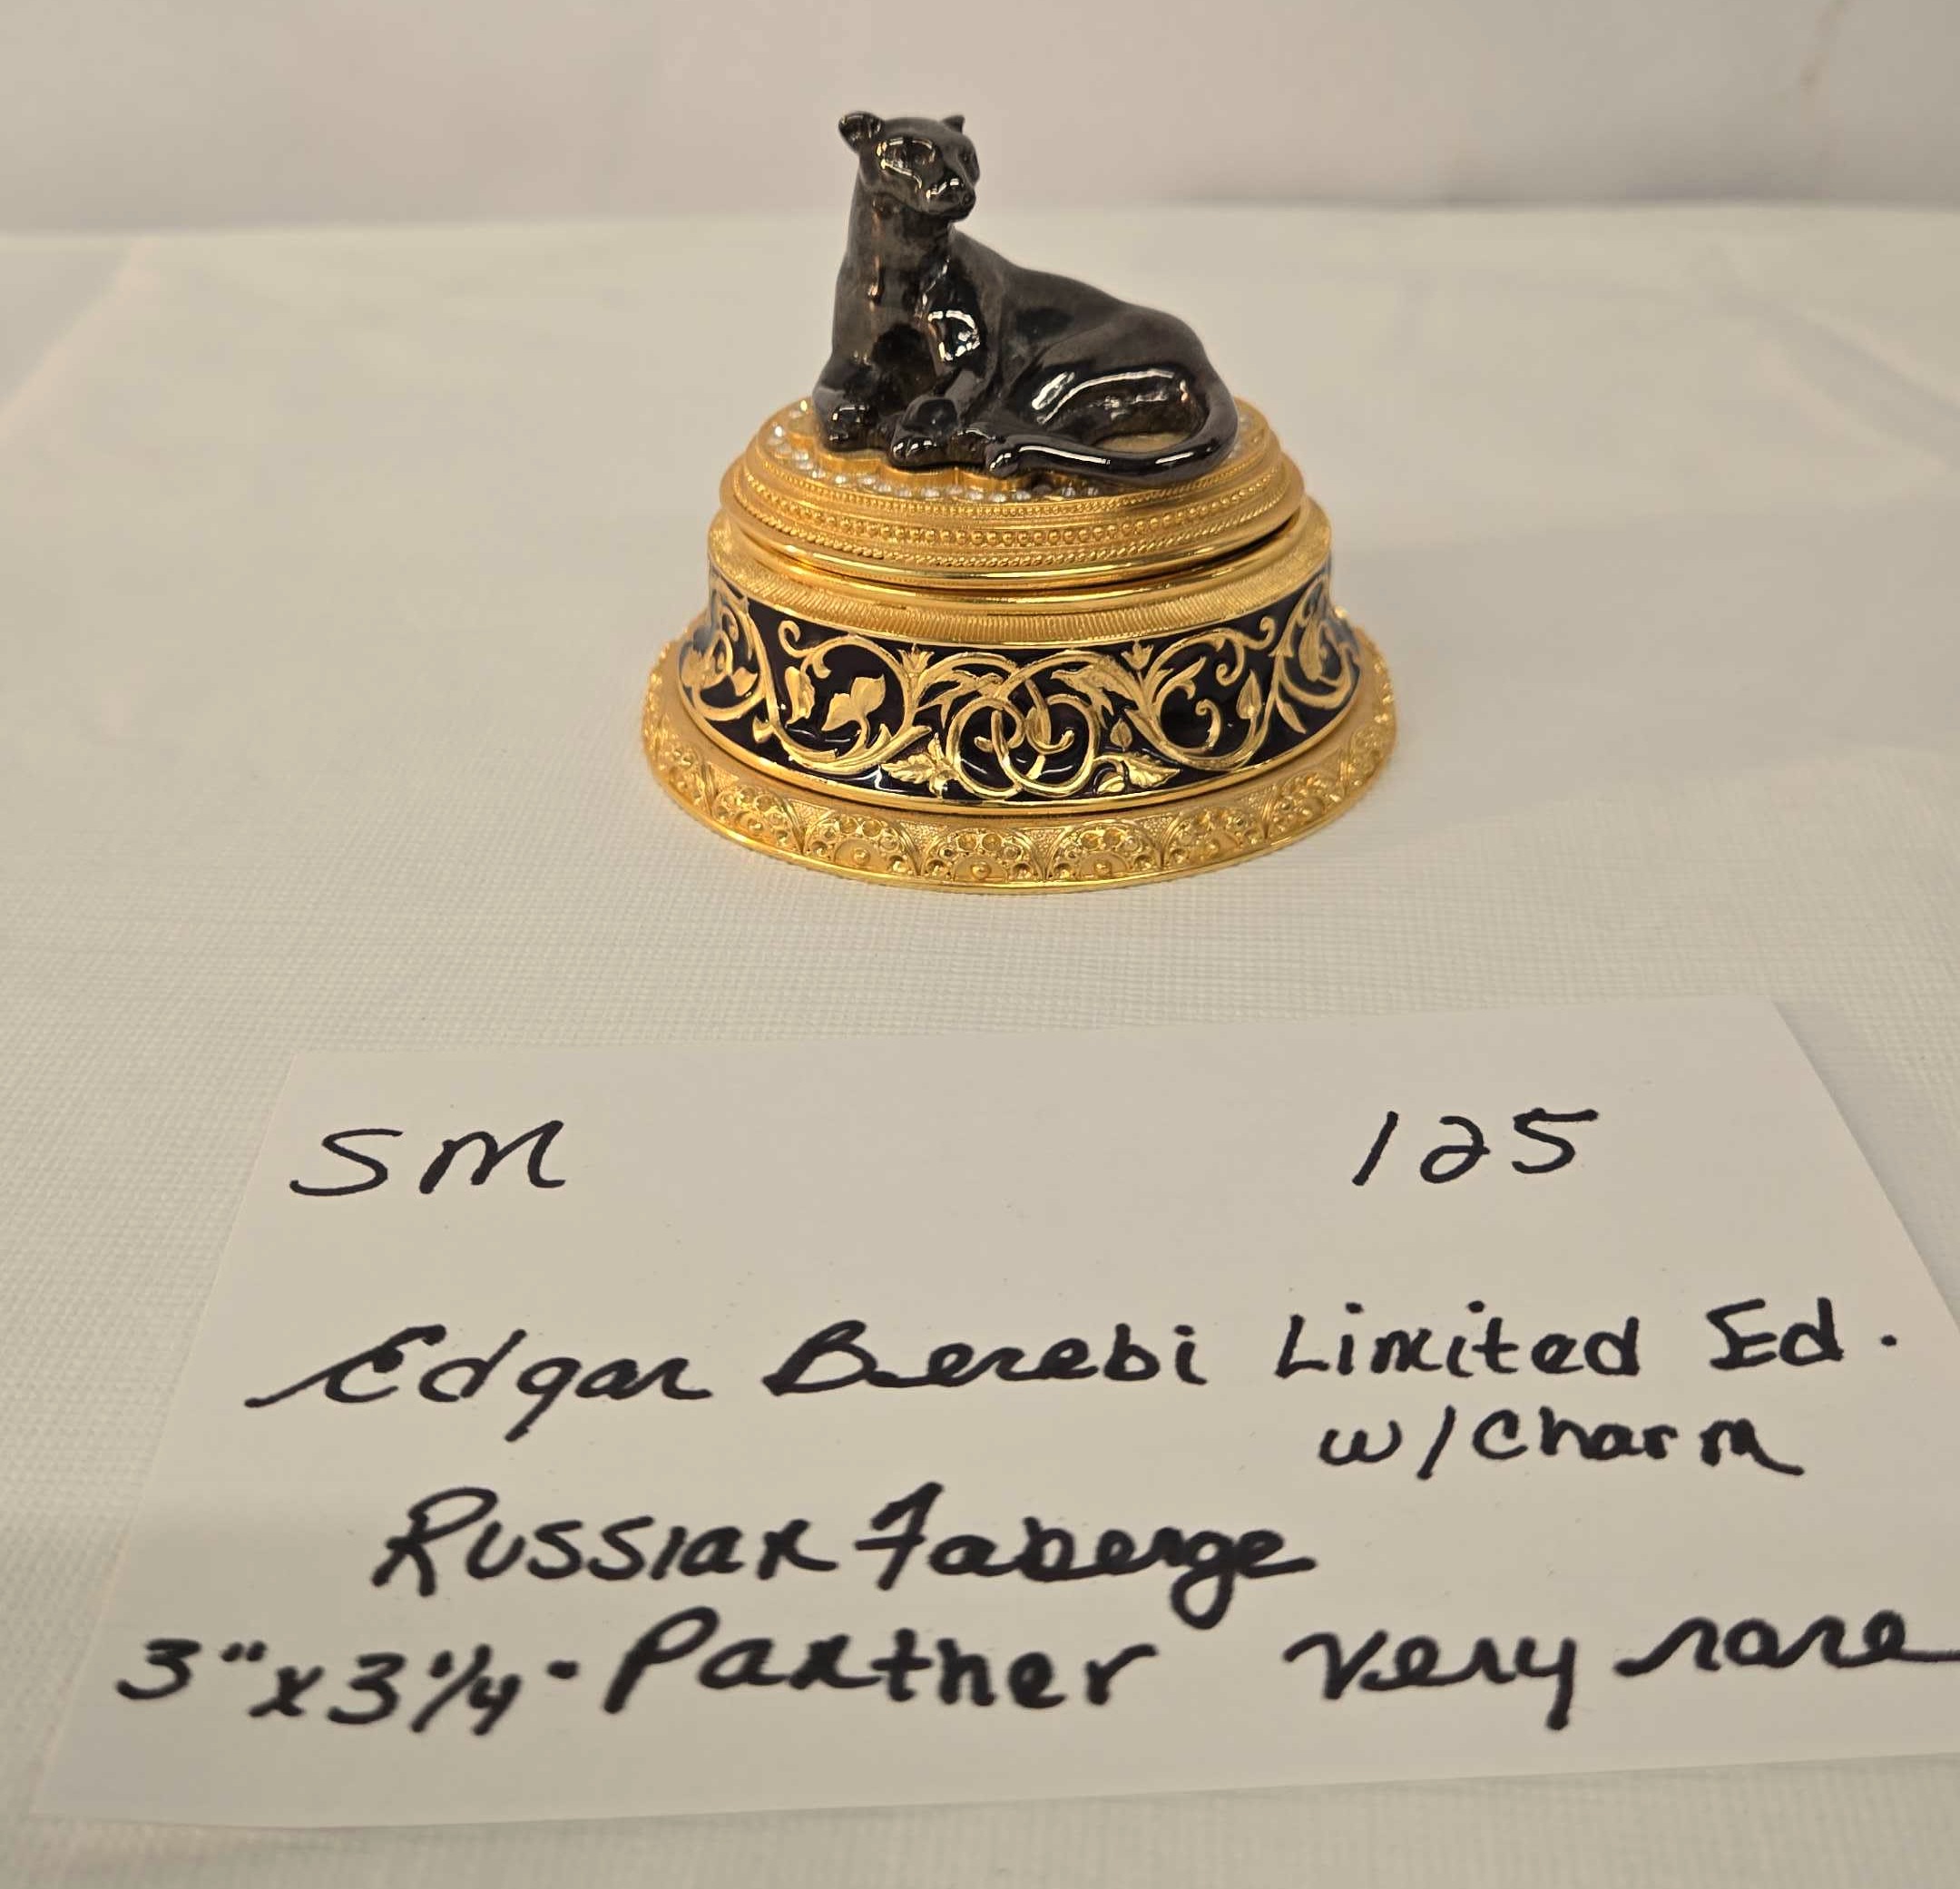 SM 125
Edgar Berebi Limited Ed.
w/Charm
Russian Faberge
3"x3¼ - Panther very rare